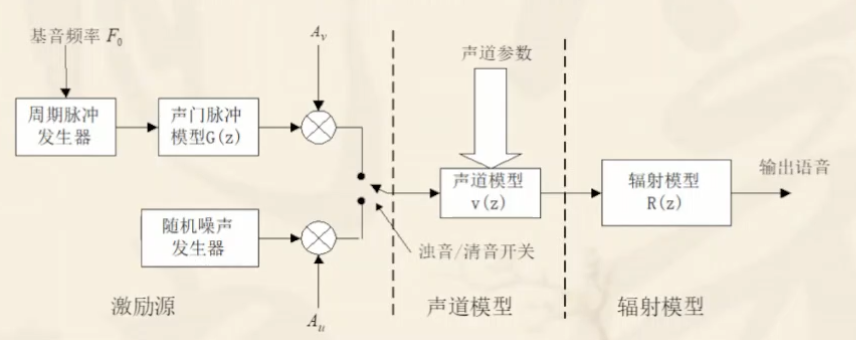 基音频率 F₀
Aᵥ
声道参数
周期脉冲
发生器
声门脉冲
模型G(z)
声道模型
v(z)
辐射模型
R(z)
输出语音
随机噪声
发生器
浊音/清音开关
Aᵤ
激励源
声道模型
辐射模型